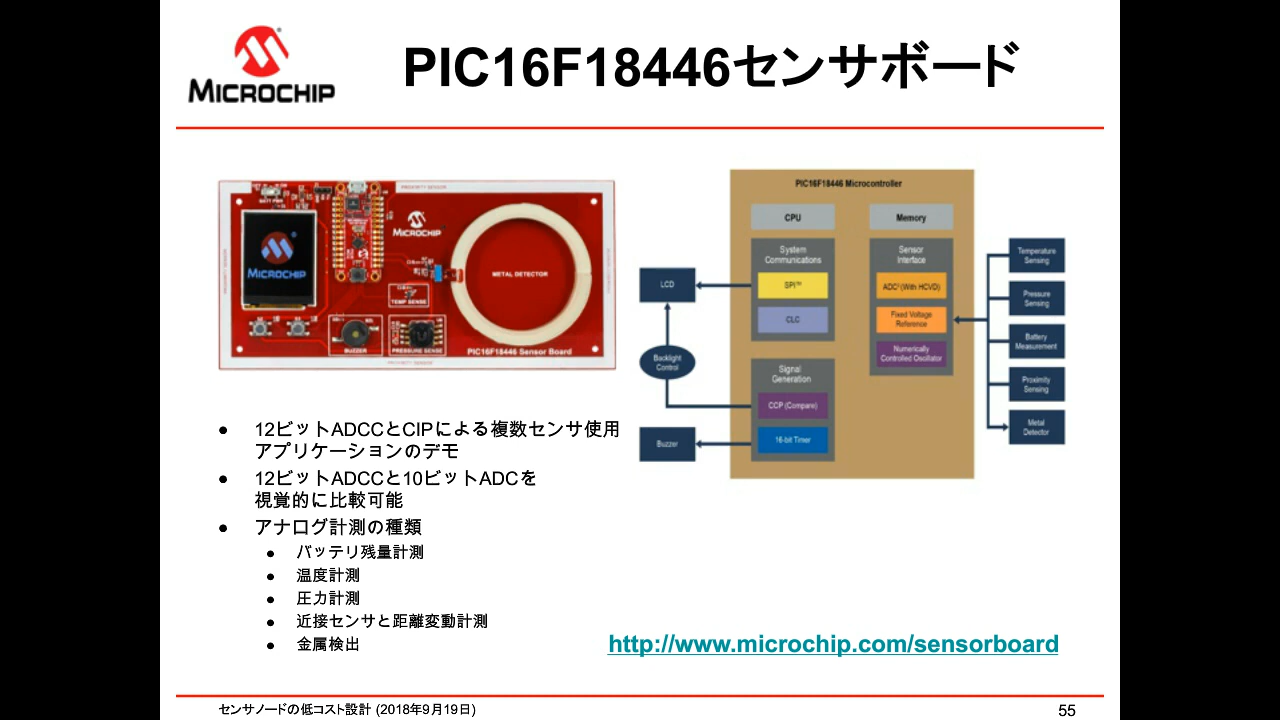 MICROCHIP
PIC16F18446センサボード
PROXIMITY SENSOR
BATT PWR
MICROCHIP
MICROCHIP
METAL DETECTOR
TEMP SENSE
BUZZER
PRESSURE SENSE
PIC16F18446 Sensor Board
PROXIMITY SENSOR
PIC16F18446 Microcontroller
CPU
Memory
System
Communications
SPI™
CLC
Sensor
Interface
ADC² (With HCVD)
Fixed Voltage
Reference
Numerically
Controlled Oscillator
Signal
Generation
CCP (Compare)
16-bit Timer
LCD
Backlight
Control
Buzzer
Temperature
Sensing
Pressure
Sensing
Battery
Measurement
Proximity
Sensing
Metal
Detector
● 12ビットADCCとCIPによる複数センサ使用
アプリケーションのデモ
● 12ビットADCCと10ビットADCを
視覚的に比較可能
● アナログ計測の種類
● バッテリ残量計測
● 温度計測
● 圧力計測
● 近接センサと距離変動計測
● 金属検出
http://www.microchip.com/sensorboard
センサノードの低コスト設計 (2018年9月19日)
55